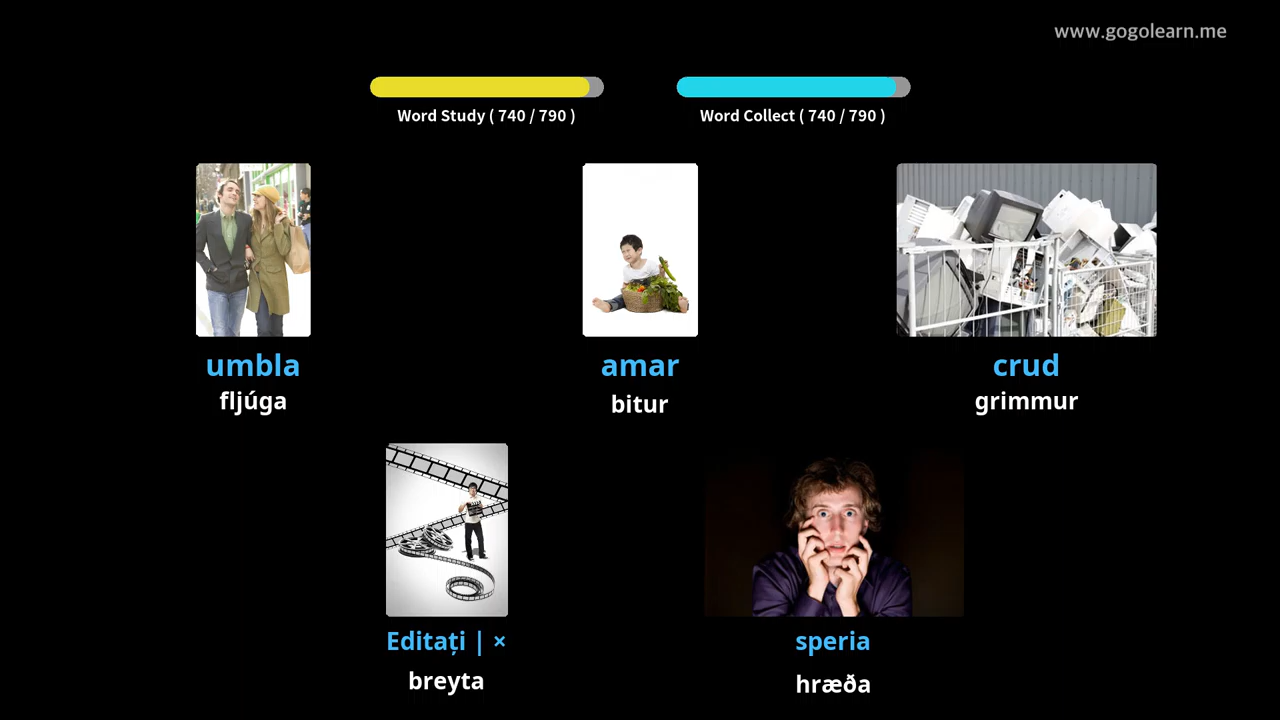 www.gogolearn.me
Word Study ( 740 / 790 )
Word Collect ( 740 / 790 )
umbla
fljúga
amar
bitur
crud
grimmur
Editați | ×
breyta
speria
hræða